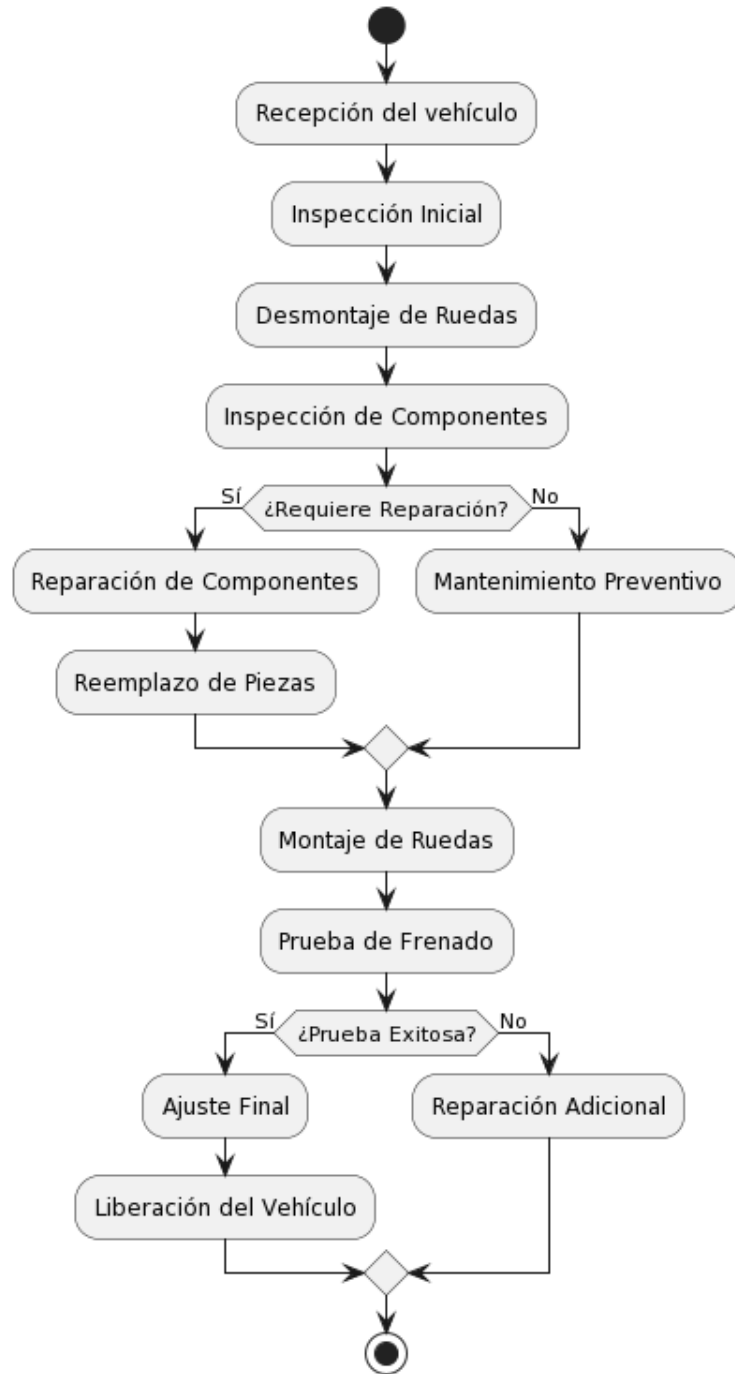 Recepción del vehículo
Inspección Inicial
Desmontaje de Ruedas
Inspección de Componentes
Sí
¿Requiere Reparación?
No
Reparación de Componentes
Mantenimiento Preventivo
Reemplazo de Piezas
Montaje de Ruedas
Prueba de Frenado
Sí
¿Prueba Exitosa?
No
Ajuste Final
Reparación Adicional
Liberación del Vehículo